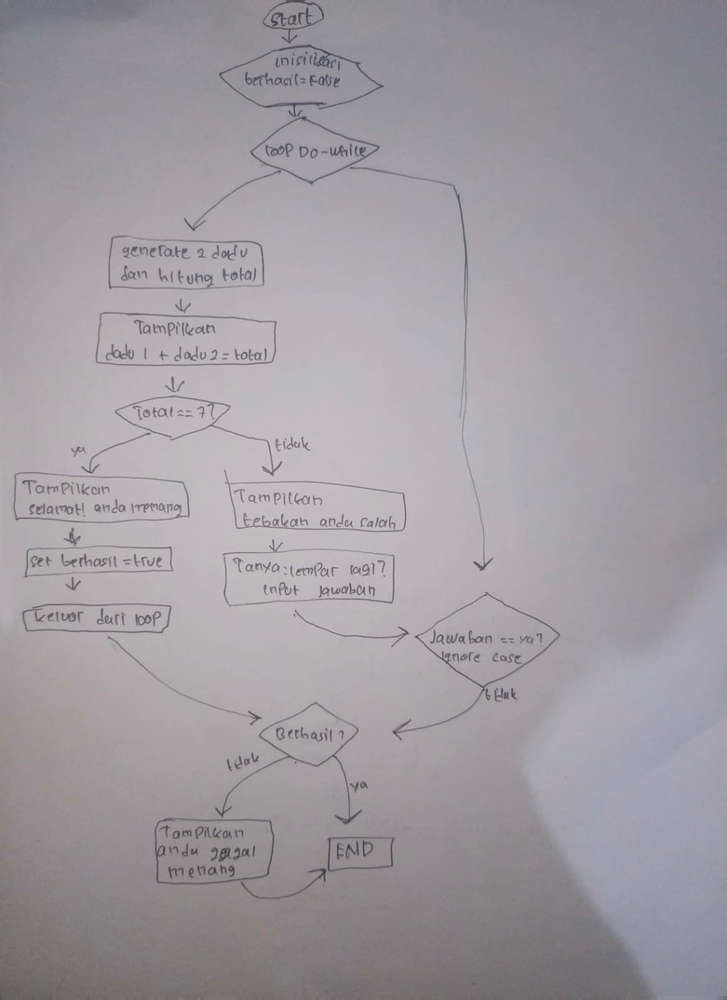 start
inisilisasi
berhasil = False
Loop Do-while
generate 2 dadu
dan hitung total
Tampilkan
dadu 1 + dadu 2 = total
Total == 7?
ya
tidak
Tampilkan
selamat! anda menang
Tampilkan
tebakan anda salah
set berhasil = true
Tanya: lempar lagi?
input jawaban
keluar dari loop
Jawaban == ya?
Ignore case
tidak
Berhasil?
tidak
ya
Tampilkan
anda gagal
menang
END